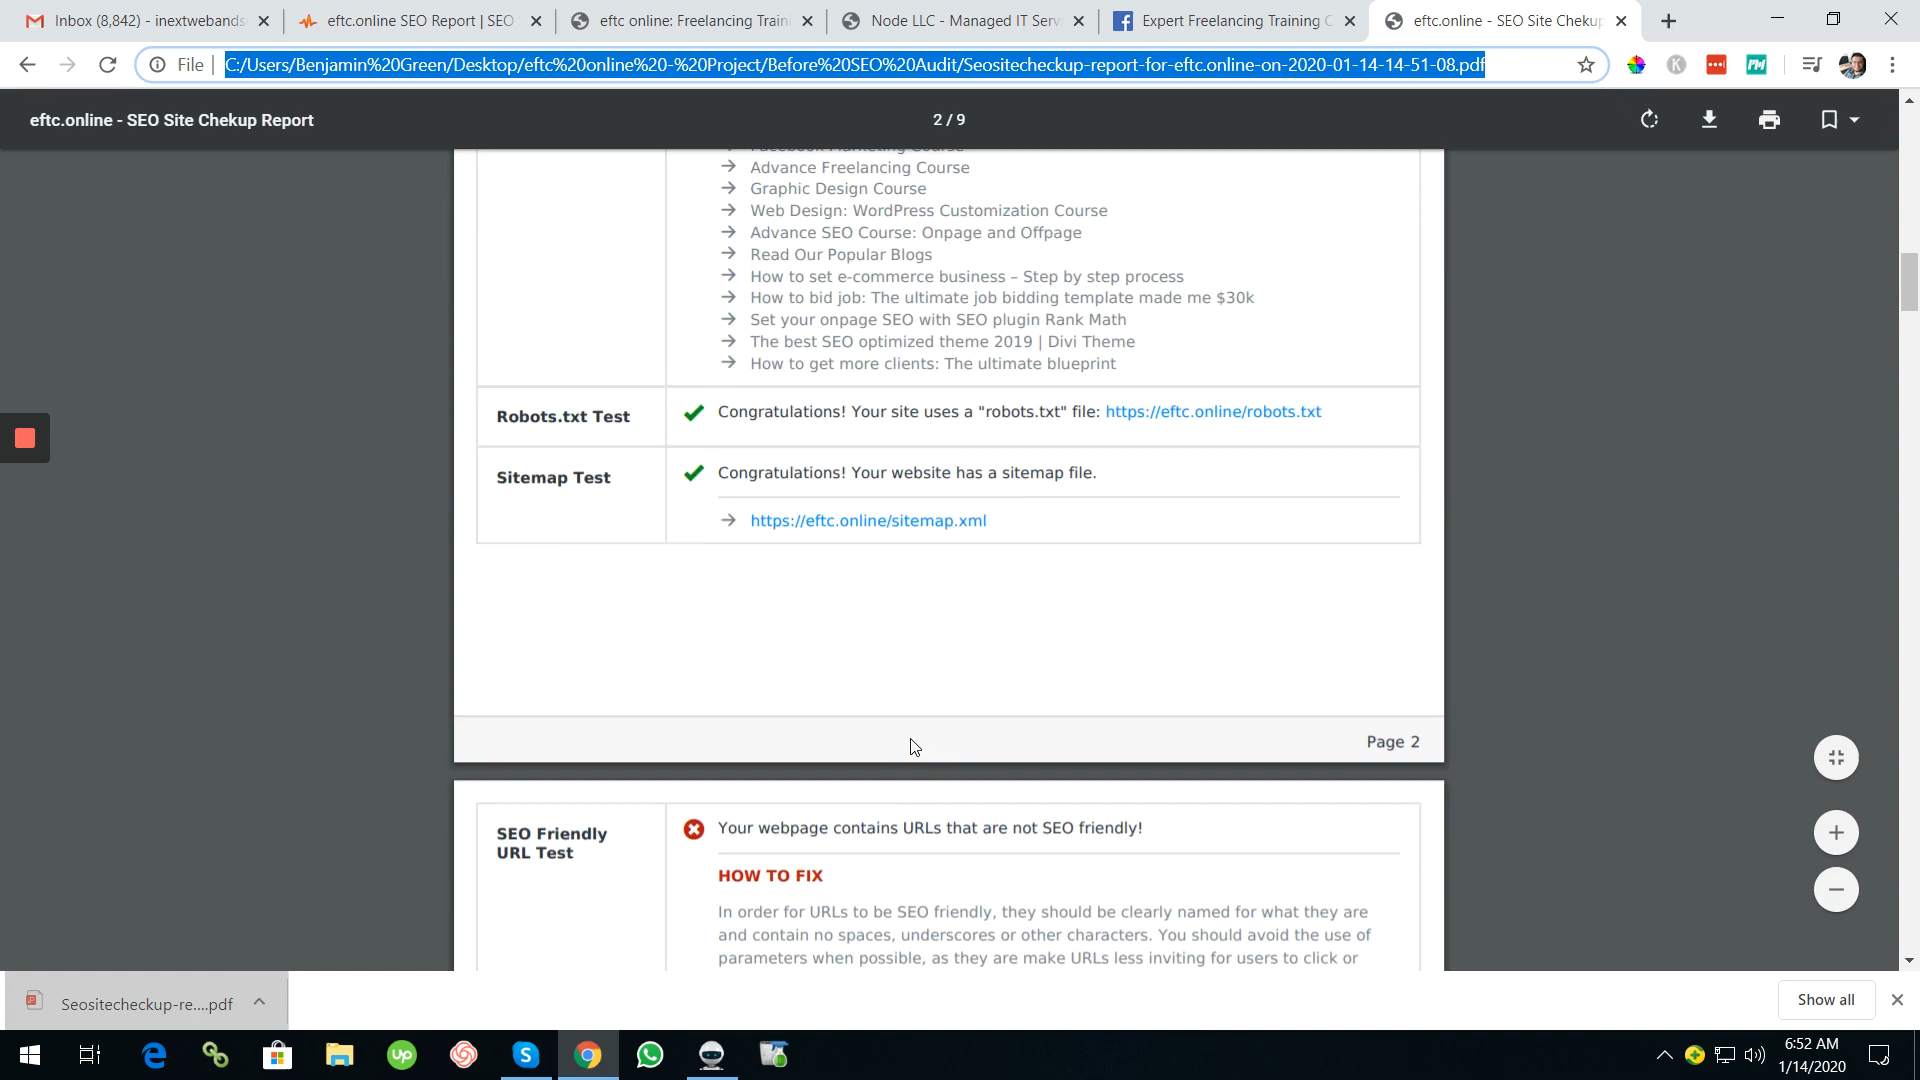 Inbox (8,842) - inextwebands
eftc.online SEO Report | SEO
eftc online: Freelancing Traini
Node LLC - Managed IT Serv
Expert Freelancing Training C
eftc.online - SEO Site Chekup
File
C:/Users/Benjamin%20Green/Desktop/eftc%20online%20-%20Project/Before%20SEO%20Audit/Seositecheckup-report-for-eftc.online-on-2020-01-14-14-51-08.pdf
eftc.online - SEO Site Chekup Report
2 / 9
Facebook Marketing Course
→ Advance Freelancing Course
→ Graphic Design Course
→ Web Design: WordPress Customization Course
→ Advance SEO Course: Onpage and Offpage
→ Read Our Popular Blogs
→ How to set e-commerce business – Step by step process
→ How to bid job: The ultimate job bidding template made me $30k
→ Set your onpage SEO with SEO plugin Rank Math
→ The best SEO optimized theme 2019 | Divi Theme
→ How to get more clients: The ultimate blueprint
Robots.txt Test
Congratulations! Your site uses a "robots.txt" file: https://eftc.online/robots.txt
Sitemap Test
Congratulations! Your website has a sitemap file.
→ https://eftc.online/sitemap.xml
Page 2
SEO Friendly
URL Test
Your webpage contains URLs that are not SEO friendly!
HOW TO FIX
In order for URLs to be SEO friendly, they should be clearly named for what they are
and contain no spaces, underscores or other characters. You should avoid the use of
parameters when possible, as they are make URLs less inviting for users to click or
Seositecheckup-re....pdf
Show all
6:52 AM
1/14/2020